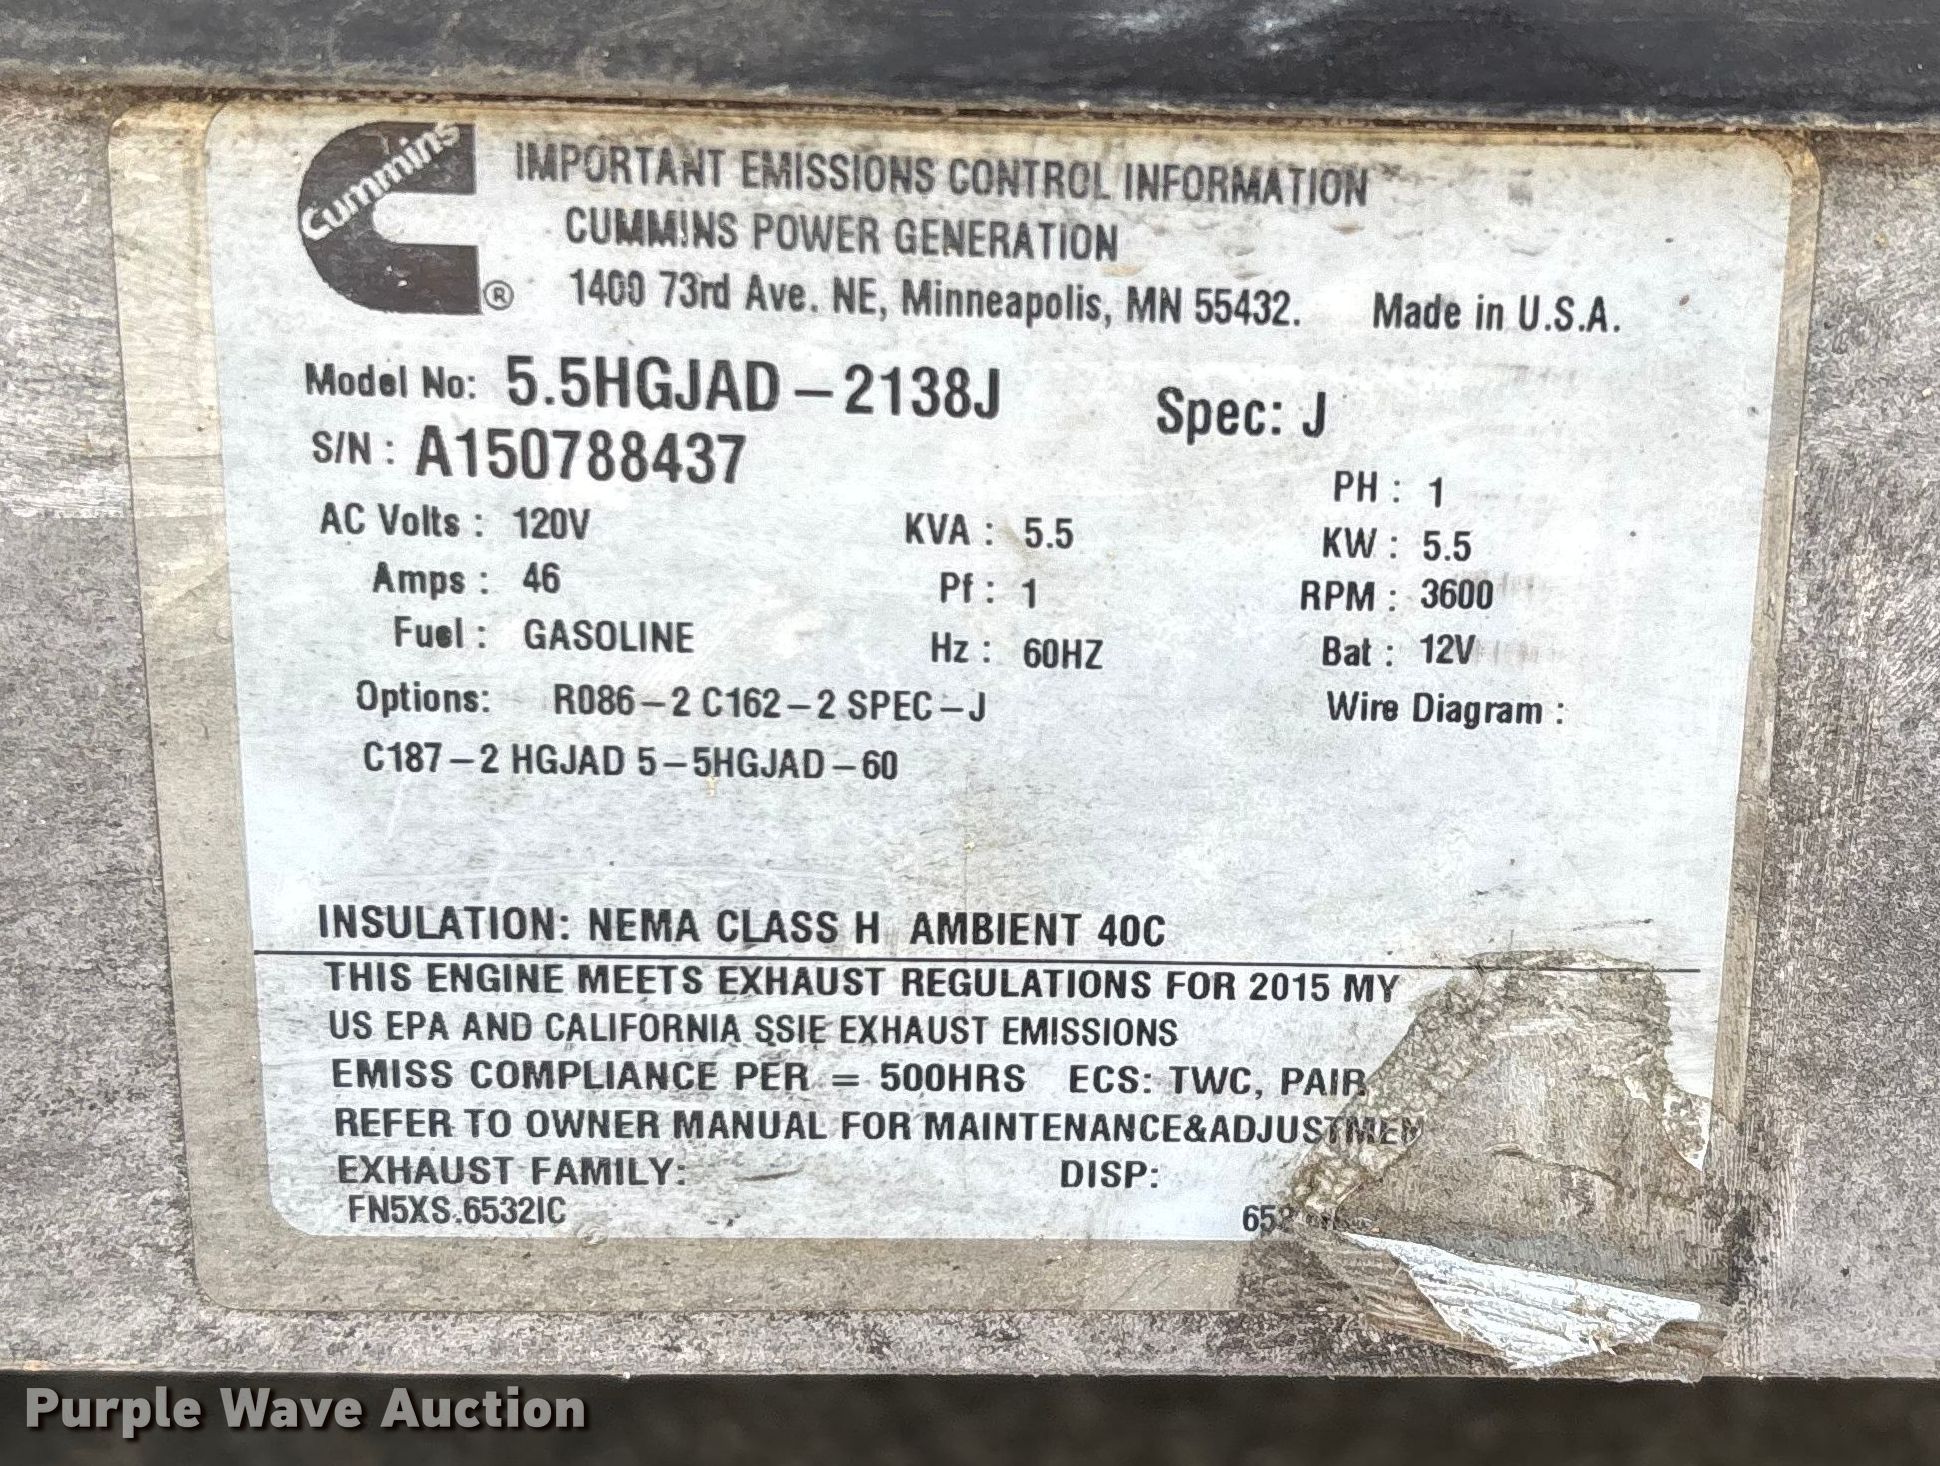 Cummins ®
IMPORTANT EMISSIONS CONTROL INFORMATION
CUMMINS POWER GENERATION
1400 73rd Ave. NE, Minneapolis, MN 55432. Made in U.S.A.
Model No: 5.5HGJAD-2138J Spec: J
S/N : A150788437
PH : 1
AC Volts : 120V KVA : 5.5 KW : 5.5
Amps : 46 Pf : 1 RPM : 3600
Fuel : GASOLINE Hz : 60HZ Bat : 12V
Options: R086-2 C162-2 SPEC-J Wire Diagram :
C187-2 HGJAD 5-5HGJAD-60
INSULATION: NEMA CLASS H AMBIENT 40C
THIS ENGINE MEETS EXHAUST REGULATIONS FOR 2015 MY
US EPA AND CALIFORNIA SSIE EXHAUST EMISSIONS
EMISS COMPLIANCE PER = 500HRS ECS: TWC, PAIR
REFER TO OWNER MANUAL FOR MAINTENANCE&ADJUSTMEN
EXHAUST FAMILY: DISP:
FN5XS.6532IC
Purple Wave Auction